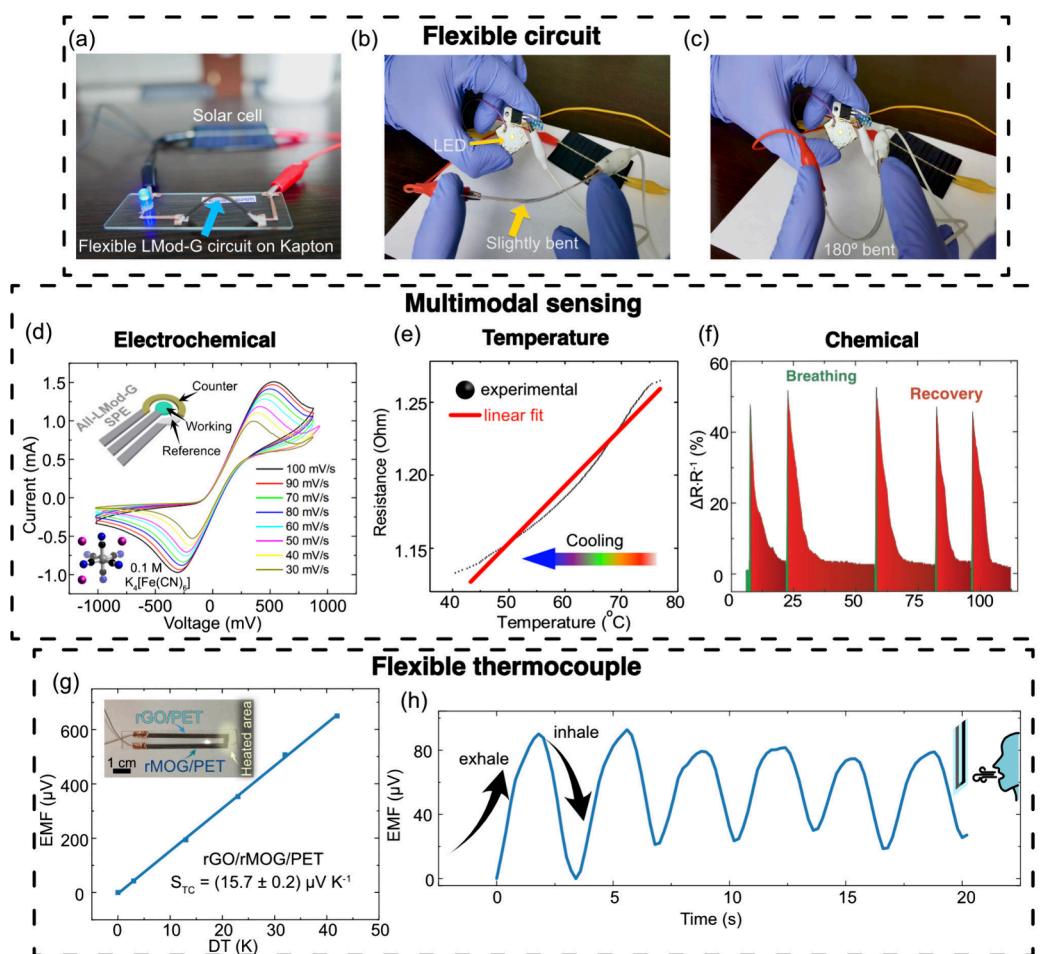 Flexible circuit
(a)
Solar cell
Flexible LMod-G circuit on Kapton
(b)
LED
Slightly bent
(c)
180º bent
Multimodal sensing
(d)
Electrochemical
Current (mA)
1.5
1.0
0.5
0.0
-0.5
-1.0
All-LMod-G
SPE
Counter
Working
Reference
100 mV/s
90 mV/s
70 mV/s
80 mV/s
60 mV/s
50 mV/s
40 mV/s
30 mV/s
0.1 M
K₄[Fe(CN)₆]
-1000 -500 0 500 1000
Voltage (mV)
(e)
Temperature
Resistance (Ohm)
1.25
1.20
1.15
experimental
linear fit
Cooling
40 50 60 70 80
Temperature (°C)
(f)
Chemical
ΔR·R⁻¹ (%)
60
40
20
0
Breathing
Recovery
0 25 50 75 100
Flexible thermocouple
(g)
EMF (µV)
600
400
200
0
rGO/PET
rMOG/PET
Heated area
1 cm
rGO/rMOG/PET
S_TC = (15.7 ± 0.2) µV K⁻¹
0 10 20 30 40 50
DT (K)
(h)
EMF (µV)
80
40
0
exhale
inhale
0 5 10 15 20
Time (s)